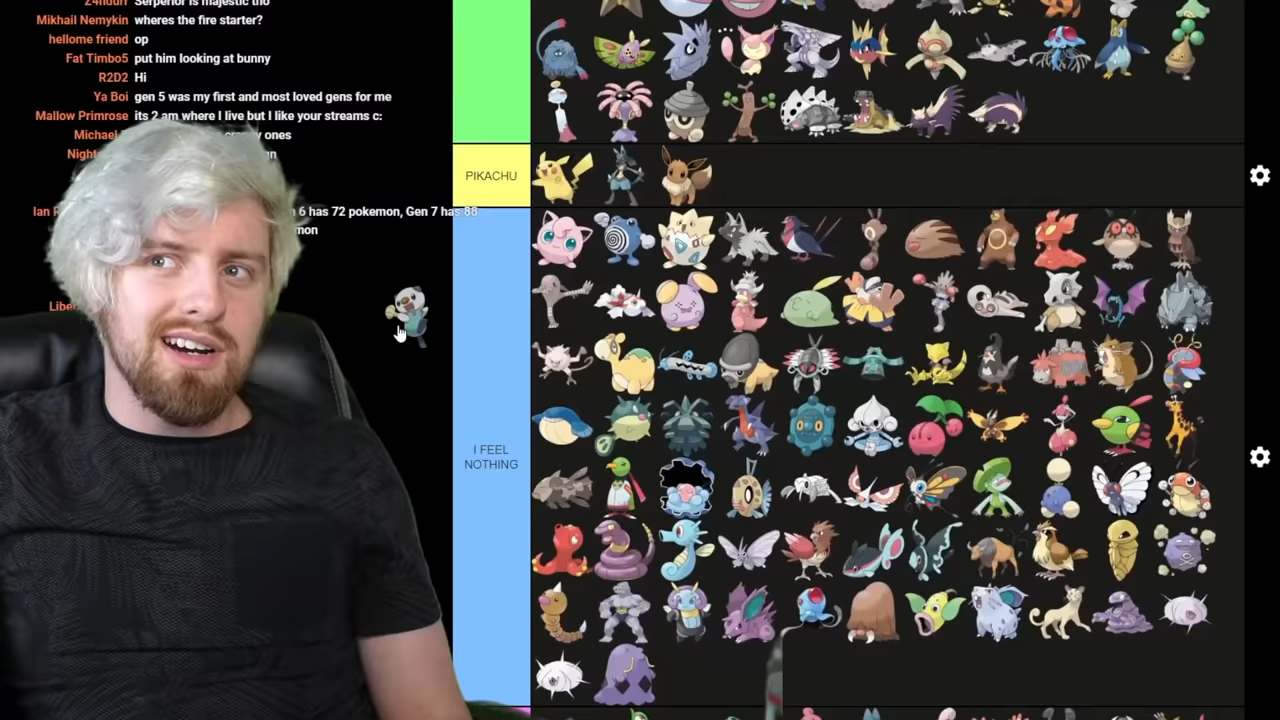 Z4ndurr Serperior is majestic tho
Mikhail Nemykin wheres the fire starter?
hellome friend op
Fat Timbo5 put him looking at bunny
R2D2 Hi
Ya Boi gen 5 was my first and most loved gens for me
Mallow Primrose its 2 am where I live but I like your streams c:
Michael ones
Ian 6 has 72 pokemon, Gen 7 has 88
PIKACHU
I FEEL
NOTHING